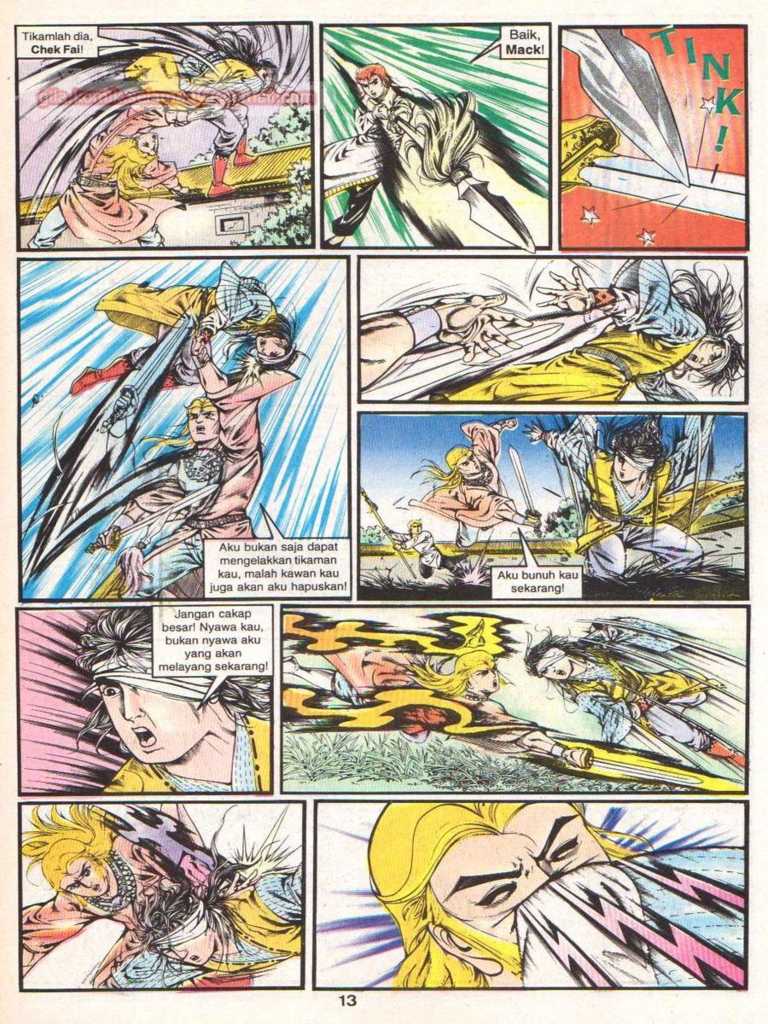 Tikamlah dia,
Chek Fai!
Baik,
Mack!
TINK!
Aku bukan saja dapat
mengelakkan tikaman
kau, malah kawan kau
juga akan aku hapuskan!
Aku bunuh kau
sekarang!
Jangan cakap
besar! Nyawa kau,
bukan nyawa aku
yang akan
melayang sekarang!
13